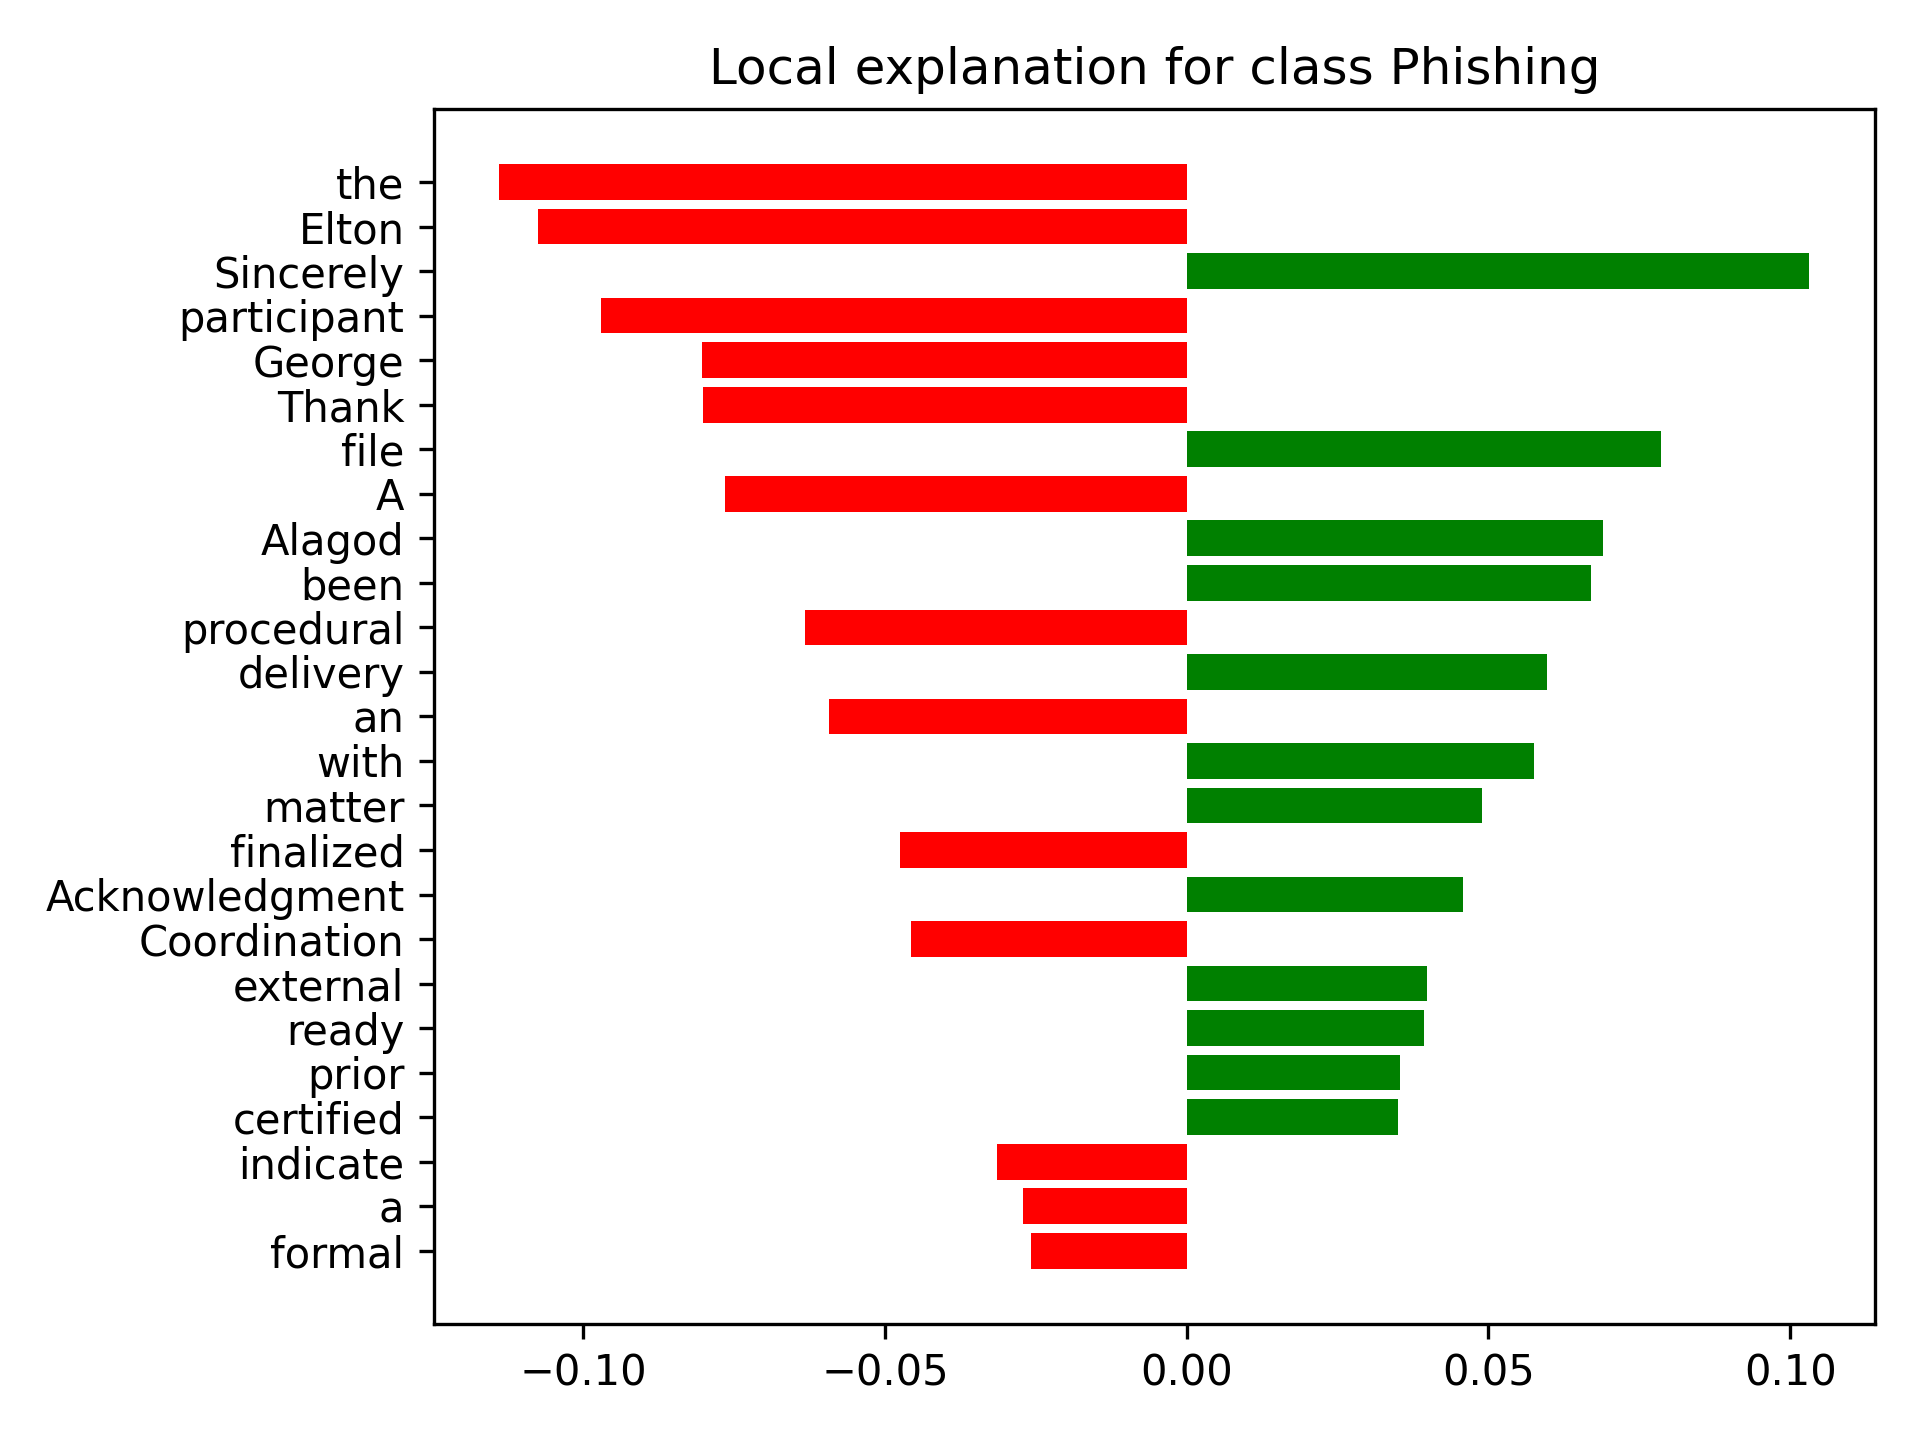 Local explanation for class Phishing
the
Elton
Sincerely
participant
George
Thank
file
A
Alagod
been
procedural
delivery
an
with
matter
finalized
Acknowledgment
Coordination
external
ready
prior
certified
indicate
a
formal
−0.10 −0.05 0.00 0.05 0.10